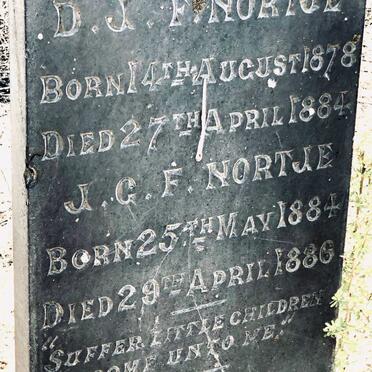 D. J. F. NORTJE
BORN 14TH AUGUST 1878
DIED 27TH APRIL 1884
J. G. F. NORTJE
BORN 25TH MAY 1884
DIED 29TH APRIL 1886
"SUFFER LITTLE CHILDREN
COME UNTO ME."